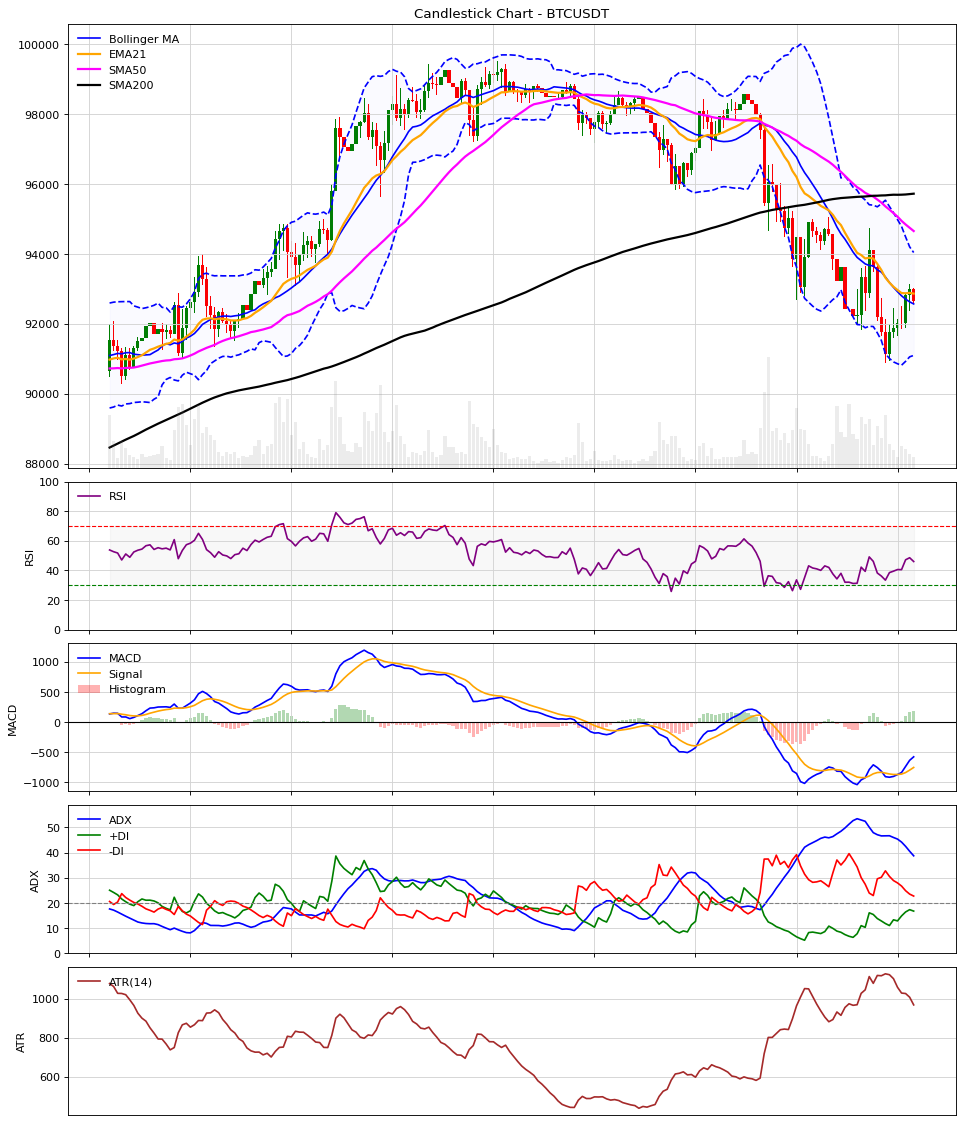 Candlestick Chart - BTCUSDT
Bollinger MA
EMA21
SMA50
SMA200
100000
98000
96000
94000
92000
90000
88000
RSI
RSI
100
80
60
40
20
0
MACD
Signal
Histogram
MACD
1000
500
0
−500
−1000
ADX
+DI
-DI
ADX
50
40
30
20
10
0
ATR(14)
ATR
1000
800
600